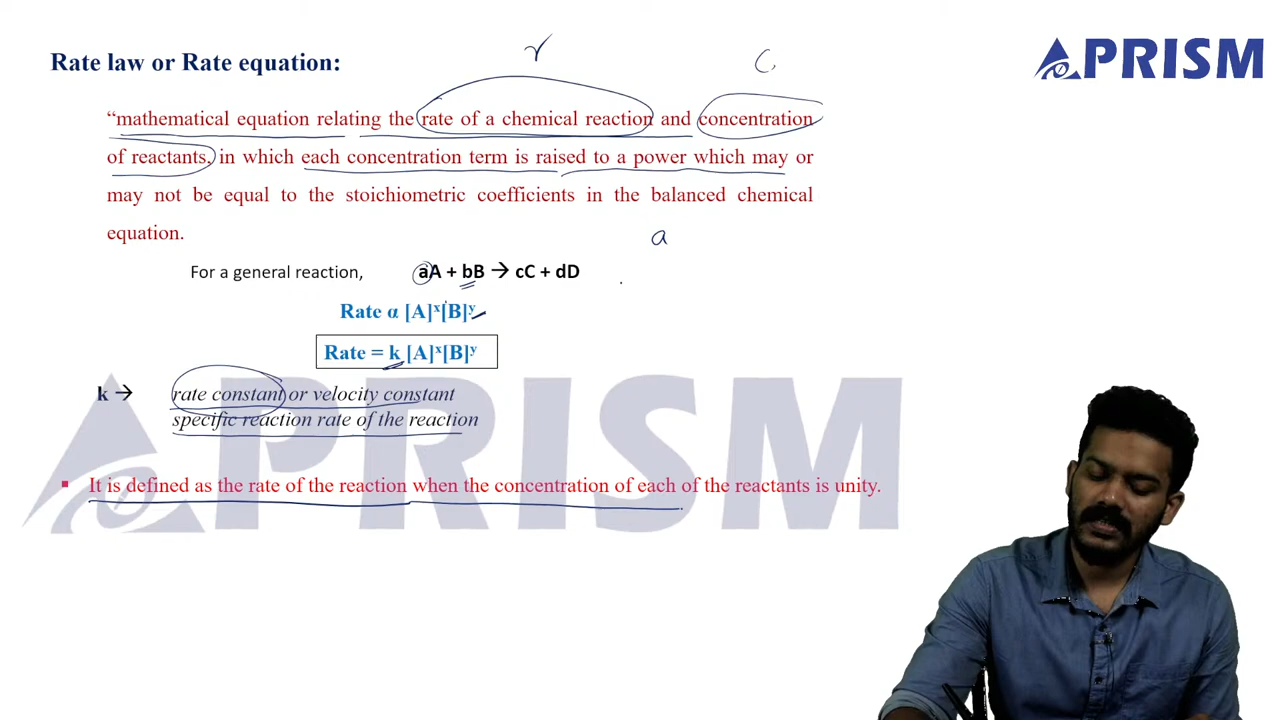 r
C
Rate law or Rate equation:
PRISM
“mathematical equation relating the rate of a chemical reaction and concentration
of reactants, in which each concentration term is raised to a power which may or
may not be equal to the stoichiometric coefficients in the balanced chemical
equation.
a
For a general reaction, aA + bB → cC + dD
Rate α [A]ˣ[B]ʸ
Rate = k [A]ˣ[B]ʸ
k → rate constant or velocity constant
specific reaction rate of the reaction
▪ It is defined as the rate of the reaction when the concentration of each of the reactants is unity.
PRISM